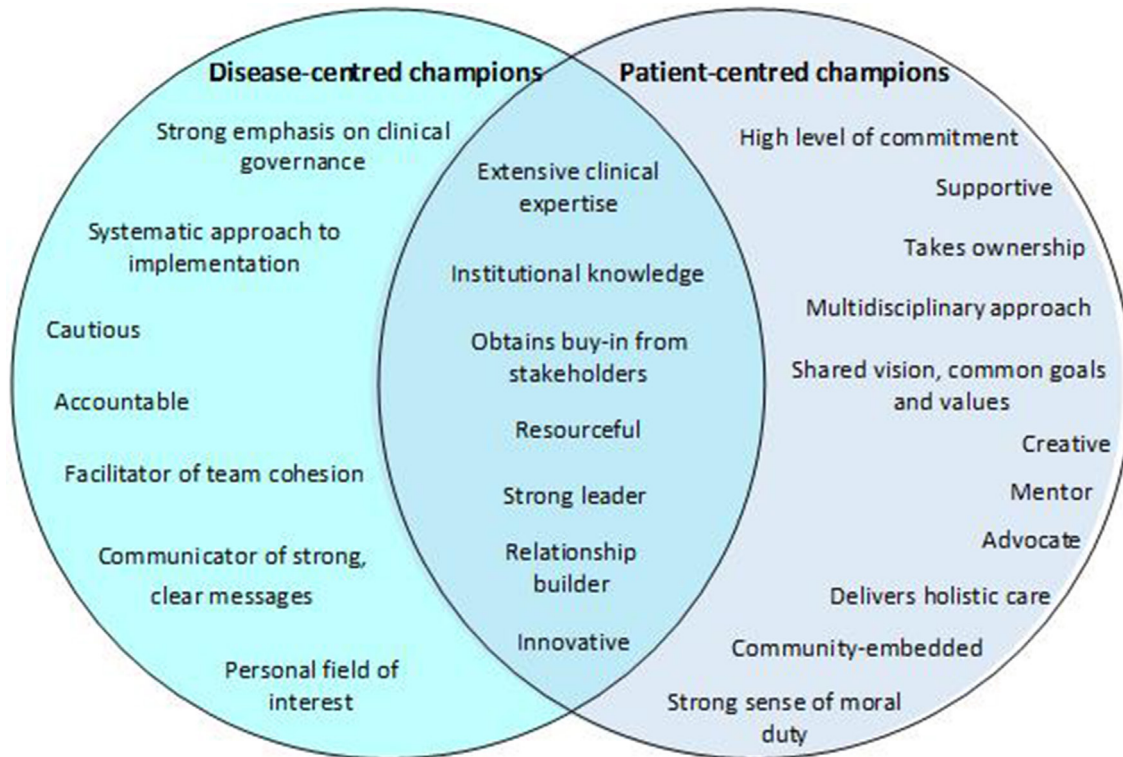 Disease-centred champions
Strong emphasis on clinical
governance
Systematic approach to
implementation
Cautious
Accountable
Facilitator of team cohesion
Communicator of strong,
clear messages
Personal field of
interest
Extensive clinical
expertise
Institutional knowledge
Obtains buy-in from
stakeholders
Resourceful
Strong leader
Relationship
builder
Innovative
Patient-centred champions
High level of commitment
Supportive
Takes ownership
Multidisciplinary approach
Shared vision, common goals
and values
Creative
Mentor
Advocate
Delivers holistic care
Community-embedded
Strong sense of moral
duty